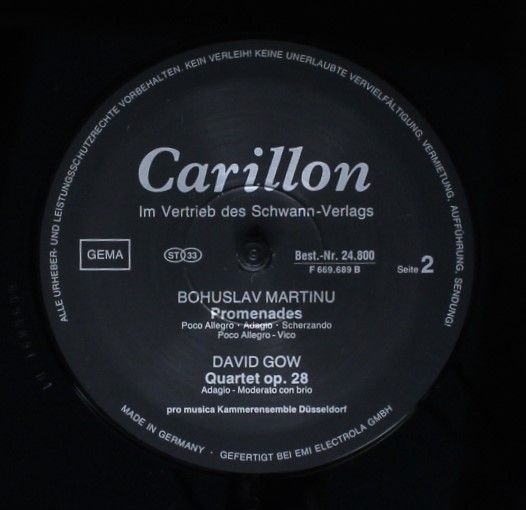 ALLE URHEBER- UND LEISTUNGSSCHUTZRECHTE VORBEHALTEN. KEIN VERLEIH! KEINE UNERLAUBTE VERVIELFÄLTIGUNG, VERMIETUNG, AUFFÜHRUNG, SENDUNG!
Carillon
Im Vertrieb des Schwann-Verlags
GEMA
ST 33
Best.-Nr. 24.800
F 669.689 B
Seite 2
BOHUSLAV MARTINU
Promenades
Poco Allegro - Adagio - Scherzando
Poco Allegro - Vico
DAVID GOW
Quartet op. 28
Adagio - Moderato con brio
pro musica Kammerensemble Düsseldorf
MADE IN GERMANY · GEFERTIGT BEI EMI ELECTROLA GMBH